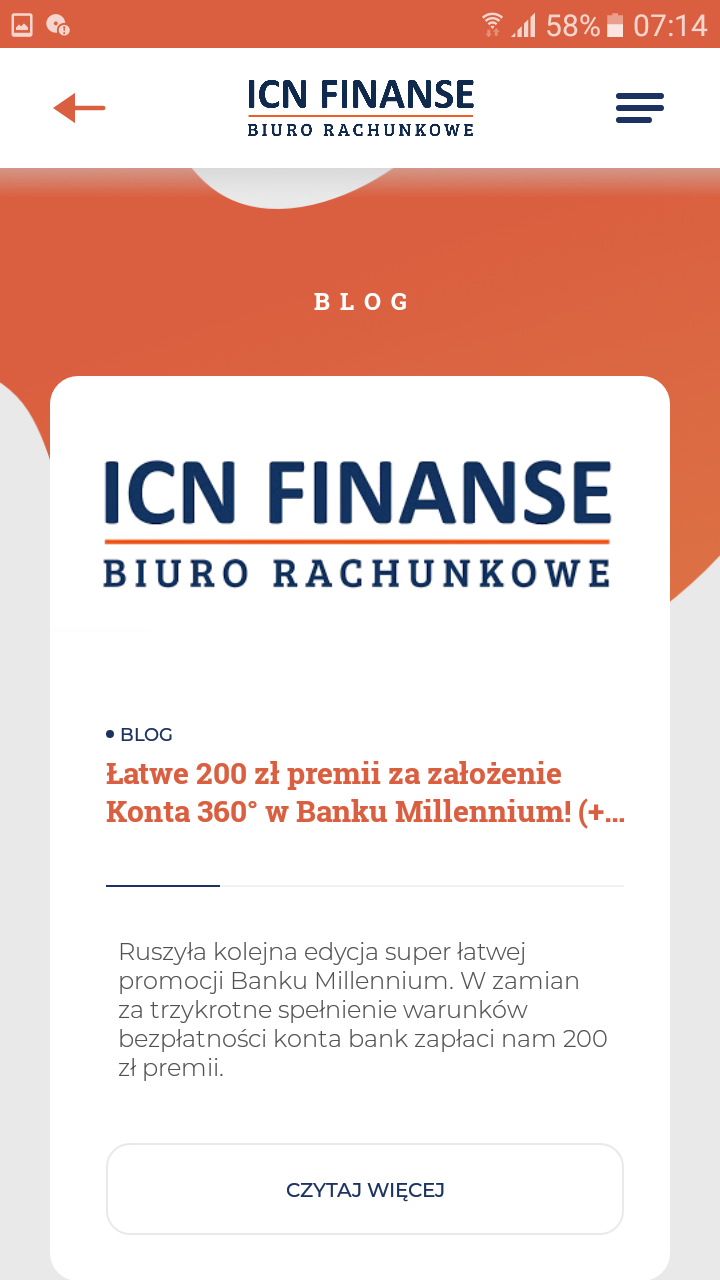 58% 07:14
ICN FINANSE
BIURO RACHUNKOWE
BLOG
ICN FINANSE
BIURO RACHUNKOWE
BLOG
Łatwe 200 zł premii za założenie
Konta 360° w Banku Millennium! (+...
Ruszyła kolejna edycja super łatwej
promocji Banku Millennium. W zamian
za trzykrotne spełnienie warunków
bezpłatności konta bank zapłaci nam 200
zł premii.
CZYTAJ WIĘCEJ